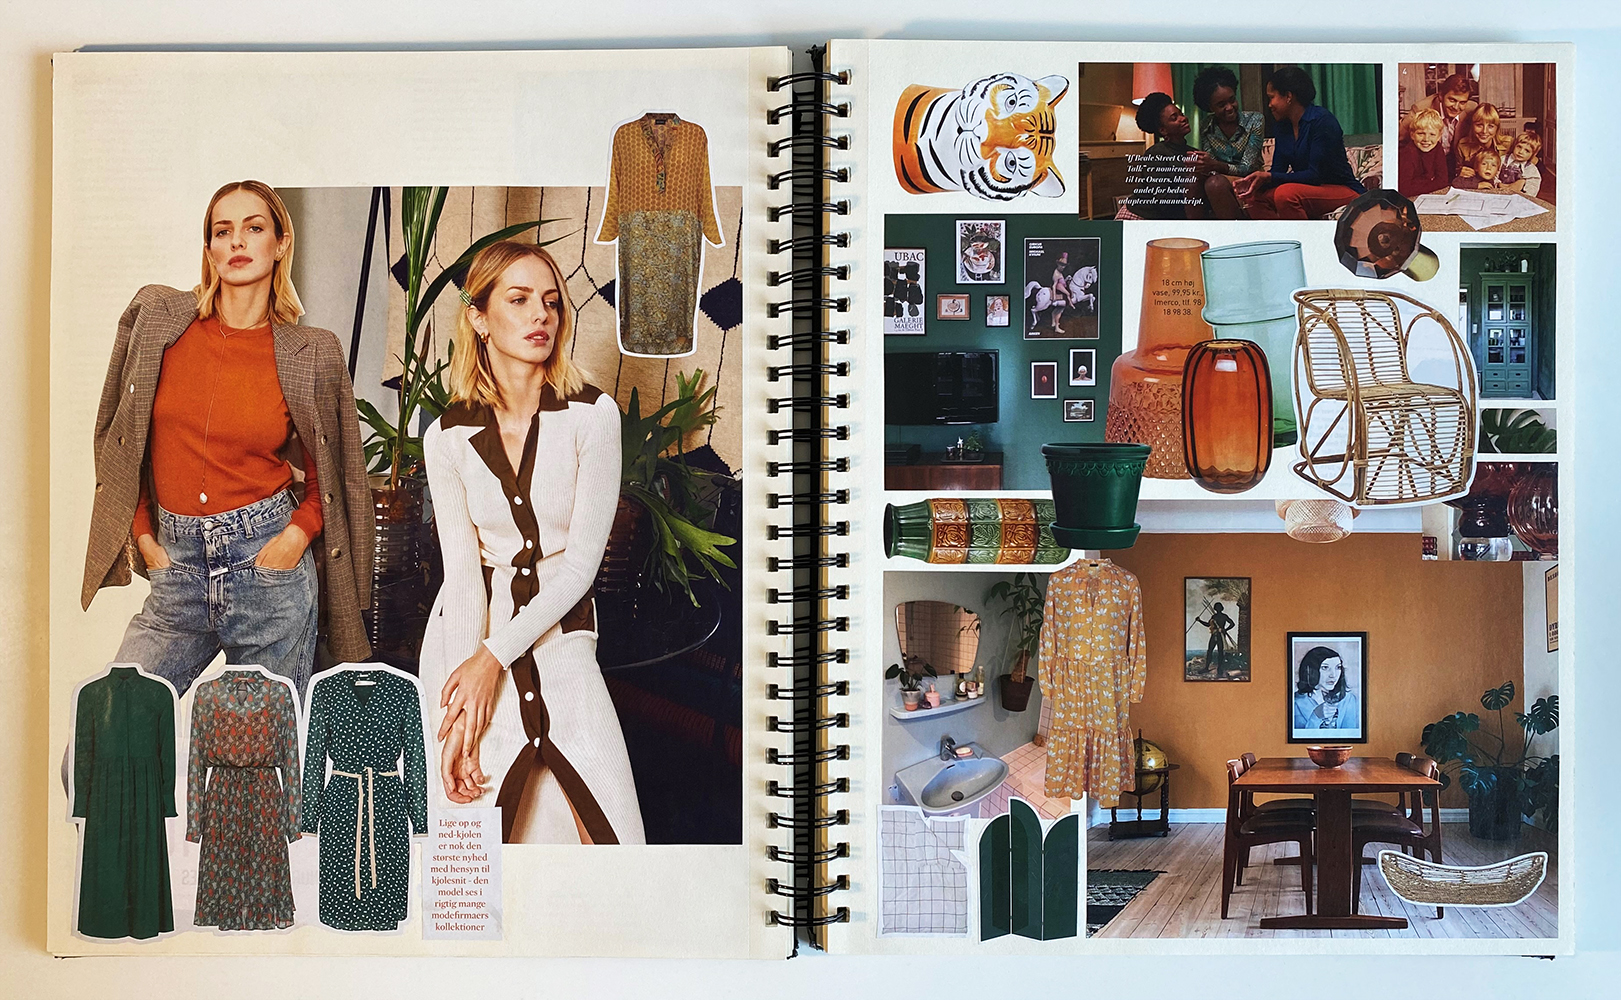 Lige op og
ned-kjolen
er nok den
største nyhed
med hensyn til
kjolesnit - den
model ses i
rigtig mange
modefirmaers
kollektioner
"If Beale Street Could
Talk" er nomineret
til tre Oscars, blandt
andet for bedste
adapterede manuskript.
4
UBAC
GALERIE
MAEGHT
18 cm høj
vase, 99,95 kr.,
Imerco, tlf. 98
18 98 38.